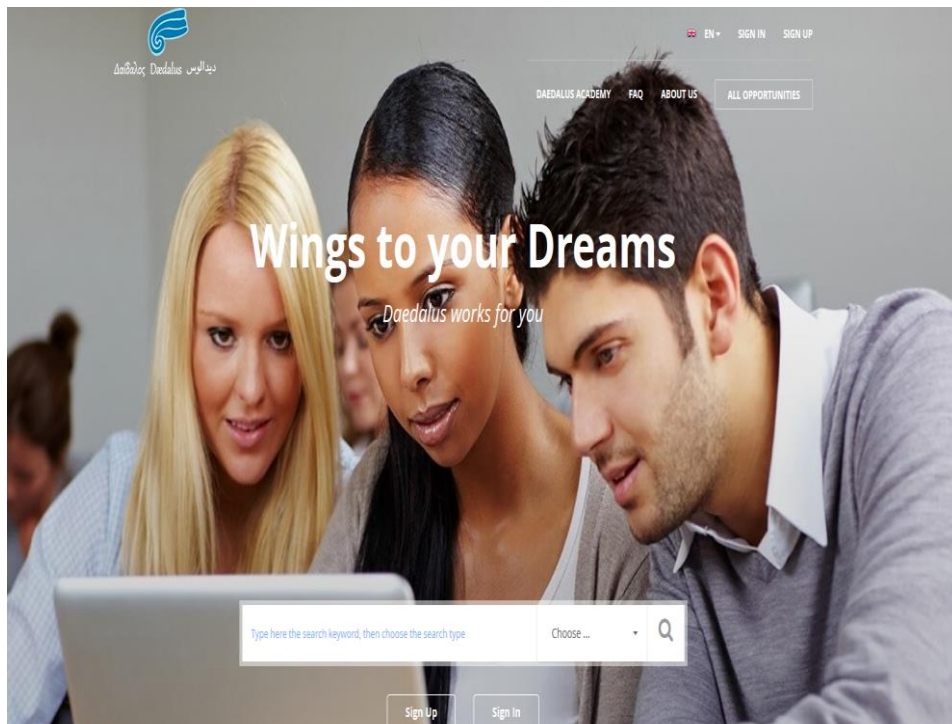 EN SIGN IN SIGN UP
Δαίδαλος Dædalus ديدالوس
DAEDALUS ACADEMY FAQ ABOUT US ALL OPPORTUNITIES
Wings to your Dreams
Daedalus works for you
Type here the search keyword, then choose the search type Choose ...
Sign Up Sign In